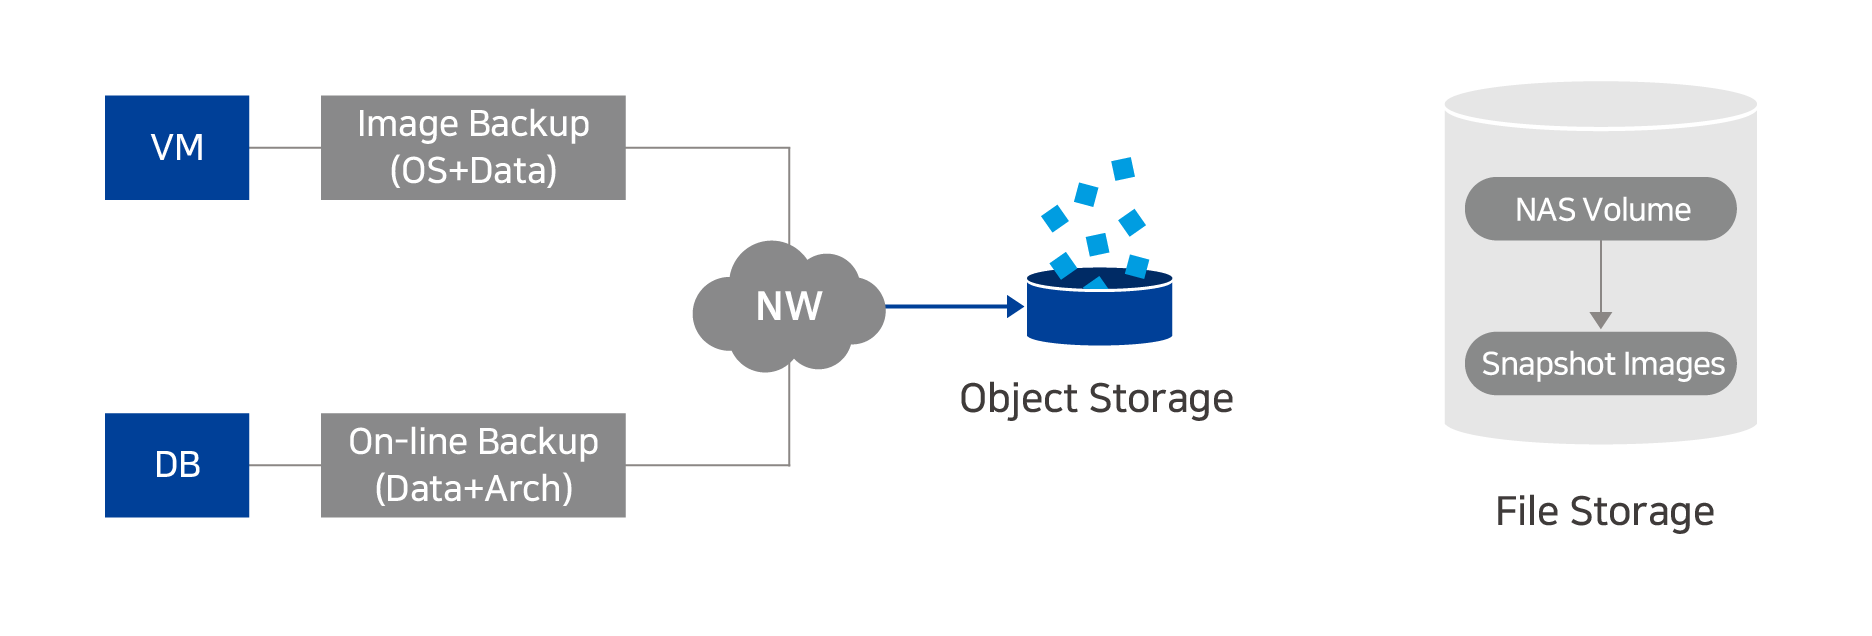 VM
Image Backup
(OS+Data)
DB
On-line Backup
(Data+Arch)
NW
Object Storage
NAS Volume
Snapshot Images
File Storage